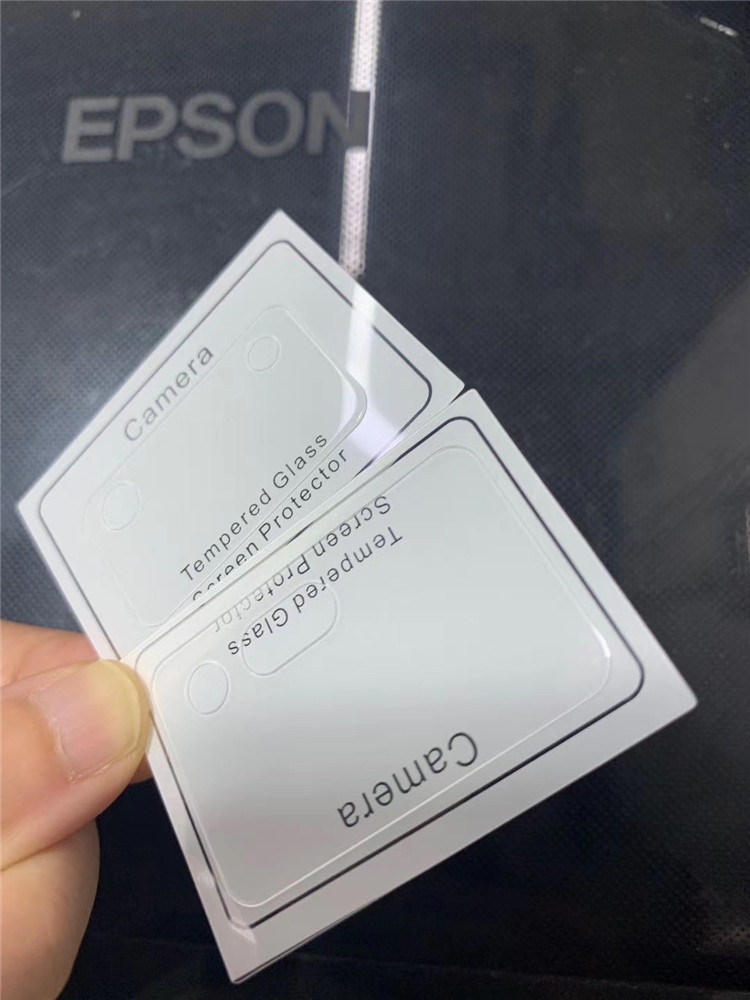 EPSON
Camera
Tempered Glass
Screen Protector
Camera
Tempered Glass
Screen Protector